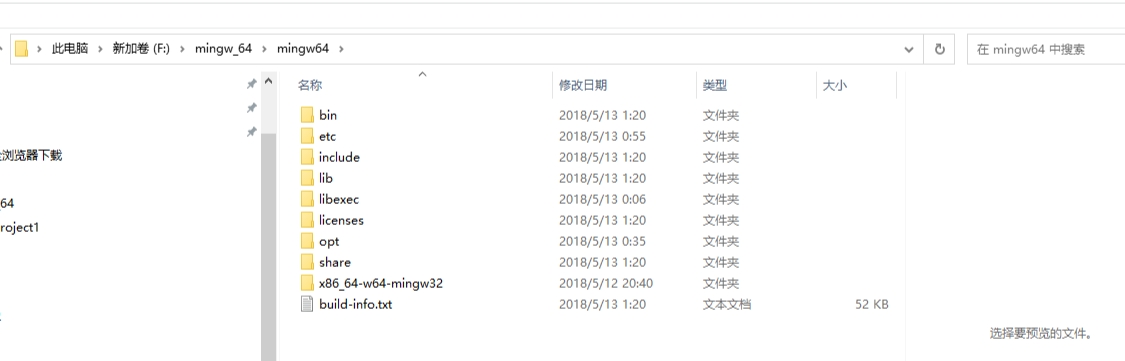 此电脑 新加卷 (F:) mingw_64 mingw64 在 mingw64 中搜索
名称 修改日期 类型 大小
bin 2018/5/13 1:20 文件夹
etc 2018/5/13 0:55 文件夹
include 2018/5/13 1:20 文件夹
浏览器下载
lib 2018/5/13 1:20 文件夹
libexec 2018/5/13 0:06 文件夹
64
licenses 2018/5/13 1:20 文件夹
roject1
opt 2018/5/13 0:35 文件夹
share 2018/5/13 1:20 文件夹
x86_64-w64-mingw32 2018/5/12 20:40 文件夹
build-info.txt 2018/5/13 1:20 文本文档 52 KB
选择要预览的文件。